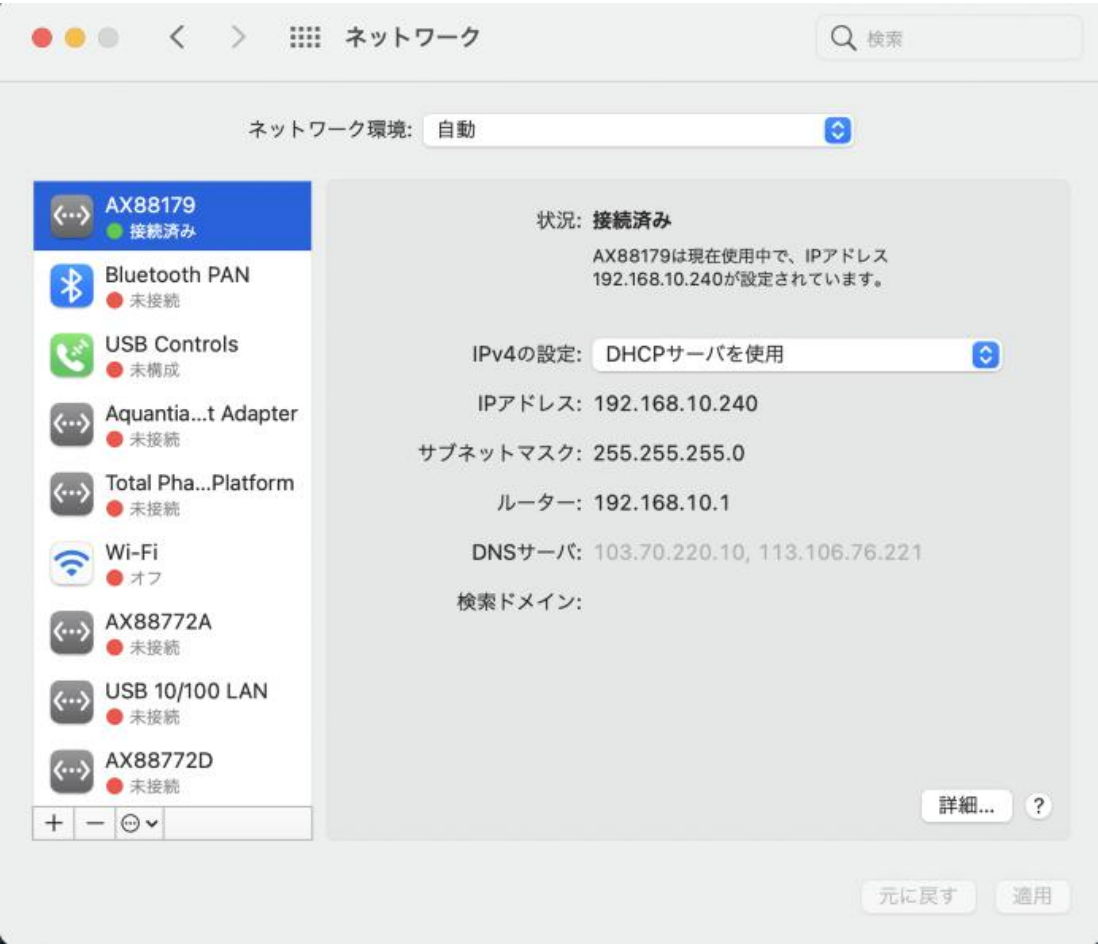 ネットワーク
検索
ネットワーク環境: 自動
AX88179
接続済み
Bluetooth PAN
未接続
USB Controls
未構成
Aquantia...t Adapter
未接続
Total Pha...Platform
未接続
Wi-Fi
オフ
AX88772A
未接続
USB 10/100 LAN
未接続
AX88772D
未接続
状況: 接続済み
AX88179は現在使用中で、IPアドレス
192.168.10.240が設定されています。
IPv4の設定: DHCPサーバを使用
IPアドレス: 192.168.10.240
サブネットマスク: 255.255.255.0
ルーター: 192.168.10.1
DNSサーバ: 103.70.220.10, 113.106.76.221
検索ドメイン:
詳細... ?
元に戻す 適用